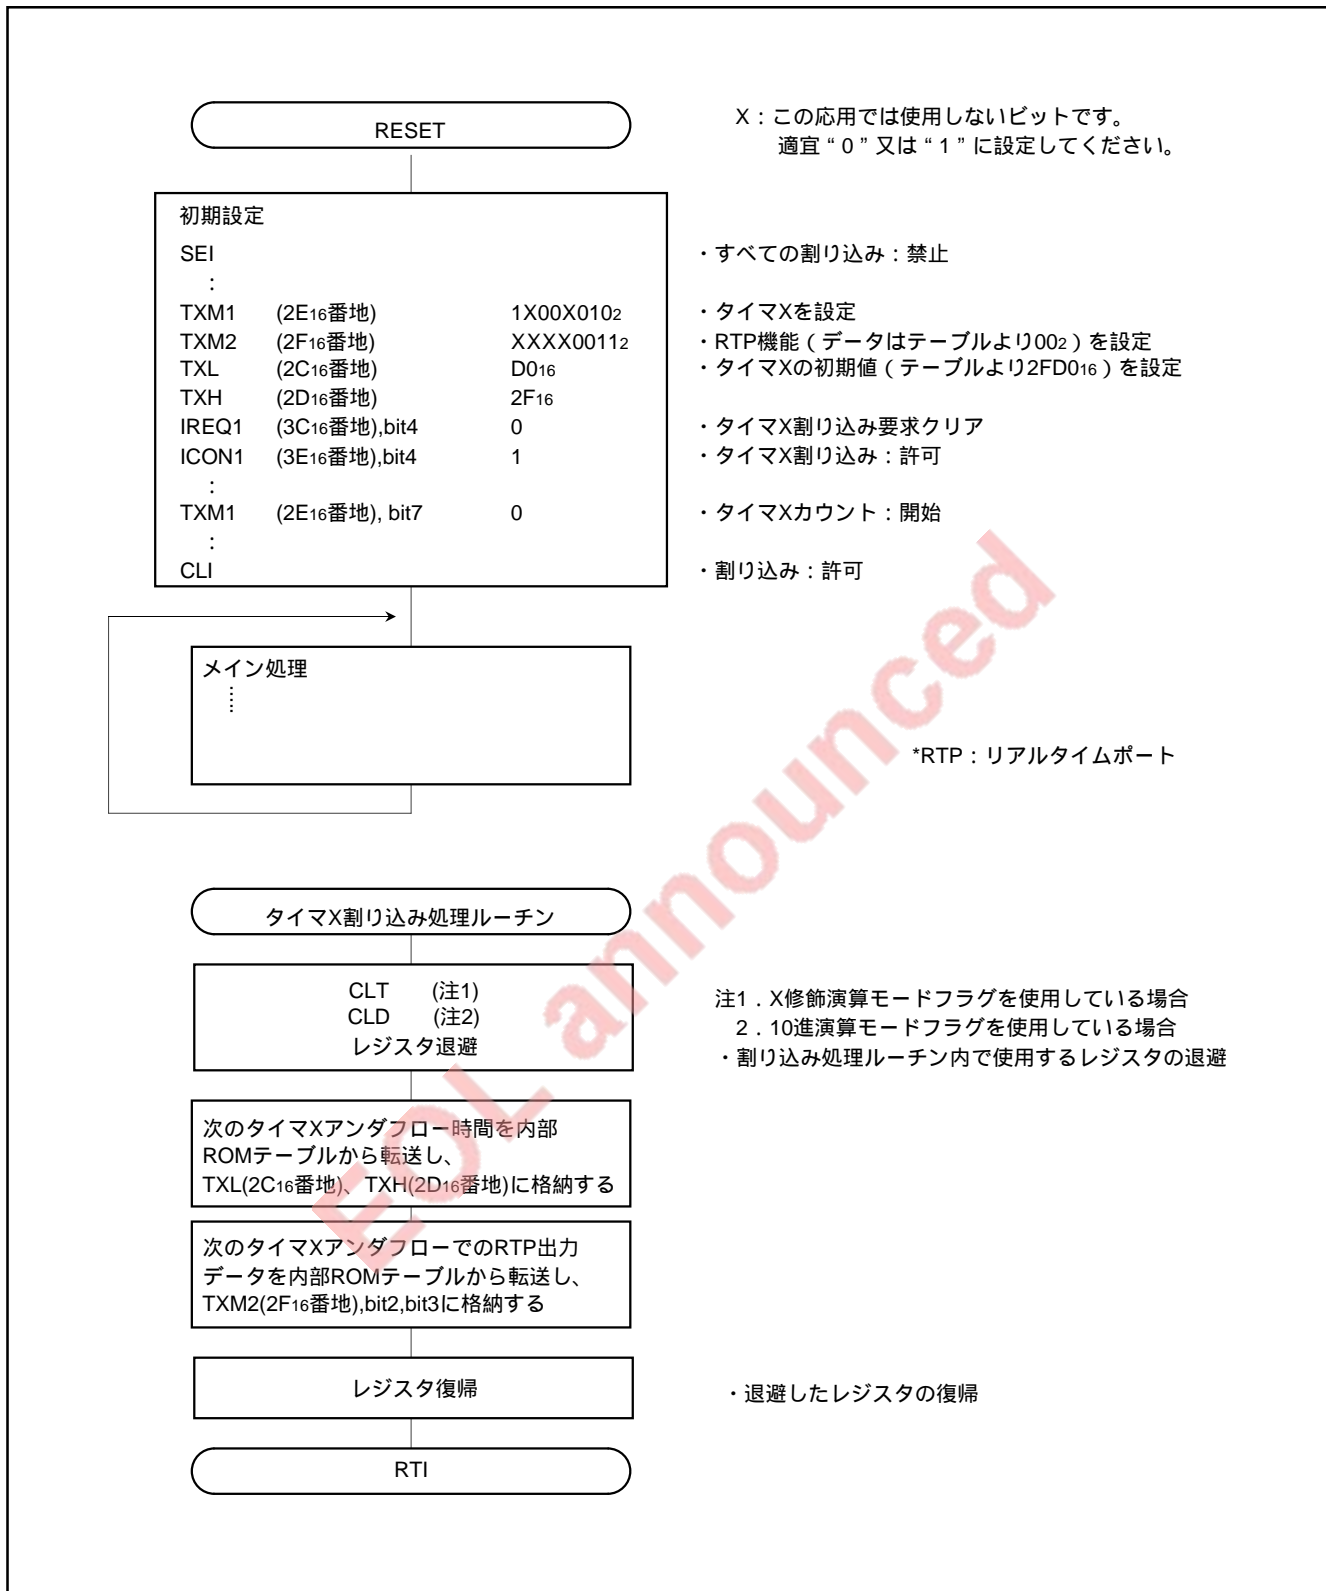 RESET
X：この応用では使用しないビットです。
適宜“0”又は“1”に設定してください。
初期設定
SEI ・すべての割り込み：禁止
：
TXM1 (2E16番地) 1X00X0102 ・タイマXを設定
TXM2 (2F16番地) XXXX00112 ・RTP機能（データはテーブルより002）を設定
TXL (2C16番地) D016 ・タイマXの初期値（テーブルより2FD016）を設定
TXH (2D16番地) 2F16
IREQ1 (3C16番地),bit4 0 ・タイマX割り込み要求クリア
ICON1 (3E16番地),bit4 1 ・タイマX割り込み：許可
：
TXM1 (2E16番地), bit7 0 ・タイマXカウント：開始
：
CLI ・割り込み：許可
メイン処理
*RTP：リアルタイムポート
タイマX割り込み処理ルーチン
CLT (注1)
CLD (注2)
レジスタ退避
注1．X修飾演算モードフラグを使用している場合
2．10進演算モードフラグを使用している場合
・割り込み処理ルーチン内で使用するレジスタの退避
次のタイマXアンダフロー時間を内部
ROMテーブルから転送し、
TXL(2C16番地)、TXH(2D16番地)に格納する
次のタイマXアンダフローでのRTP出力
データを内部ROMテーブルから転送し、
TXM2(2F16番地),bit2,bit3に格納する
レジスタ復帰 ・退避したレジスタの復帰
RTI
EOL announced